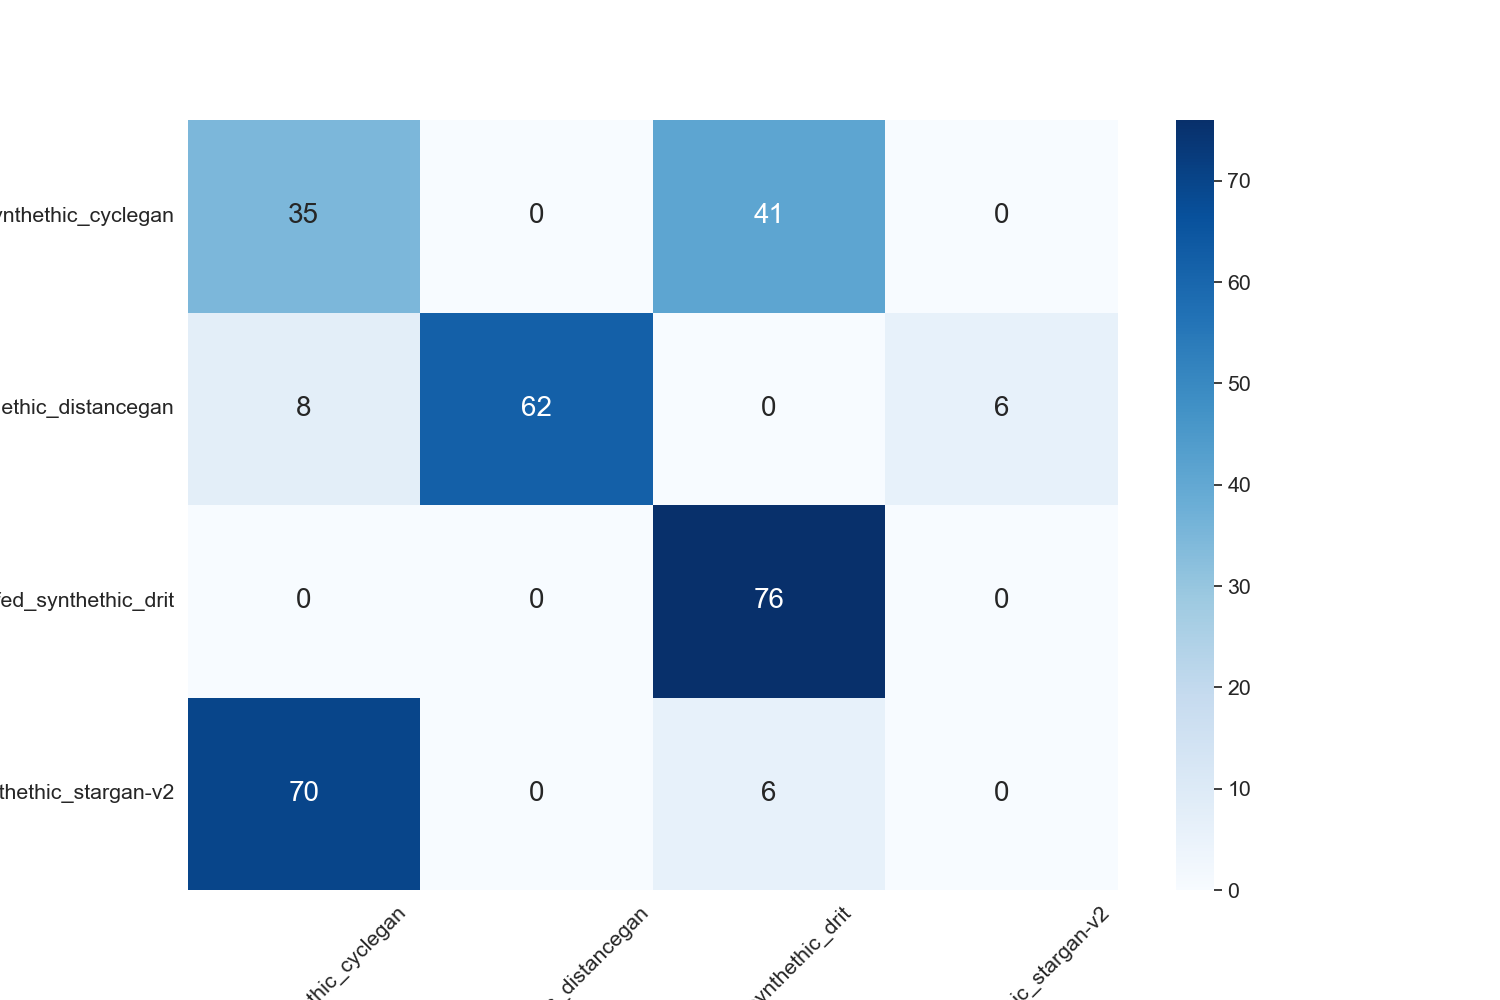 ynthethic_cyclegan 35 0 41 0
ethic_distancegan 8 62 0 6
fed_synthethic_drit 0 0 76 0
thethic_stargan-v2 70 0 6 0
thic_cyclegan _distancegan ynthethic_drit ic_stargan-v2
70
60
50
40
30
20
10
0